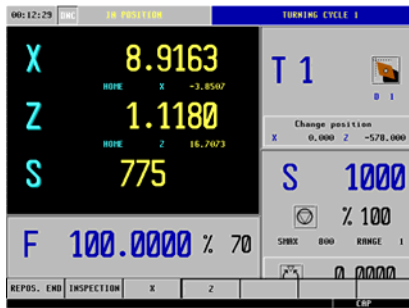 00:12:29 DNC IN POSITION TURNING CYCLE 1
X 8.9163
HOME X -3.8507
Z 1.1180
HOME Z 16.7073
S 775
T 1
D 1
Change position
X 0.000 Z -578.000
S 1000
% 100
SMAX 800 RANGE 1
F 100.0000 % 70
0.0000
REPOS. END INSPECTION X Z
CAP